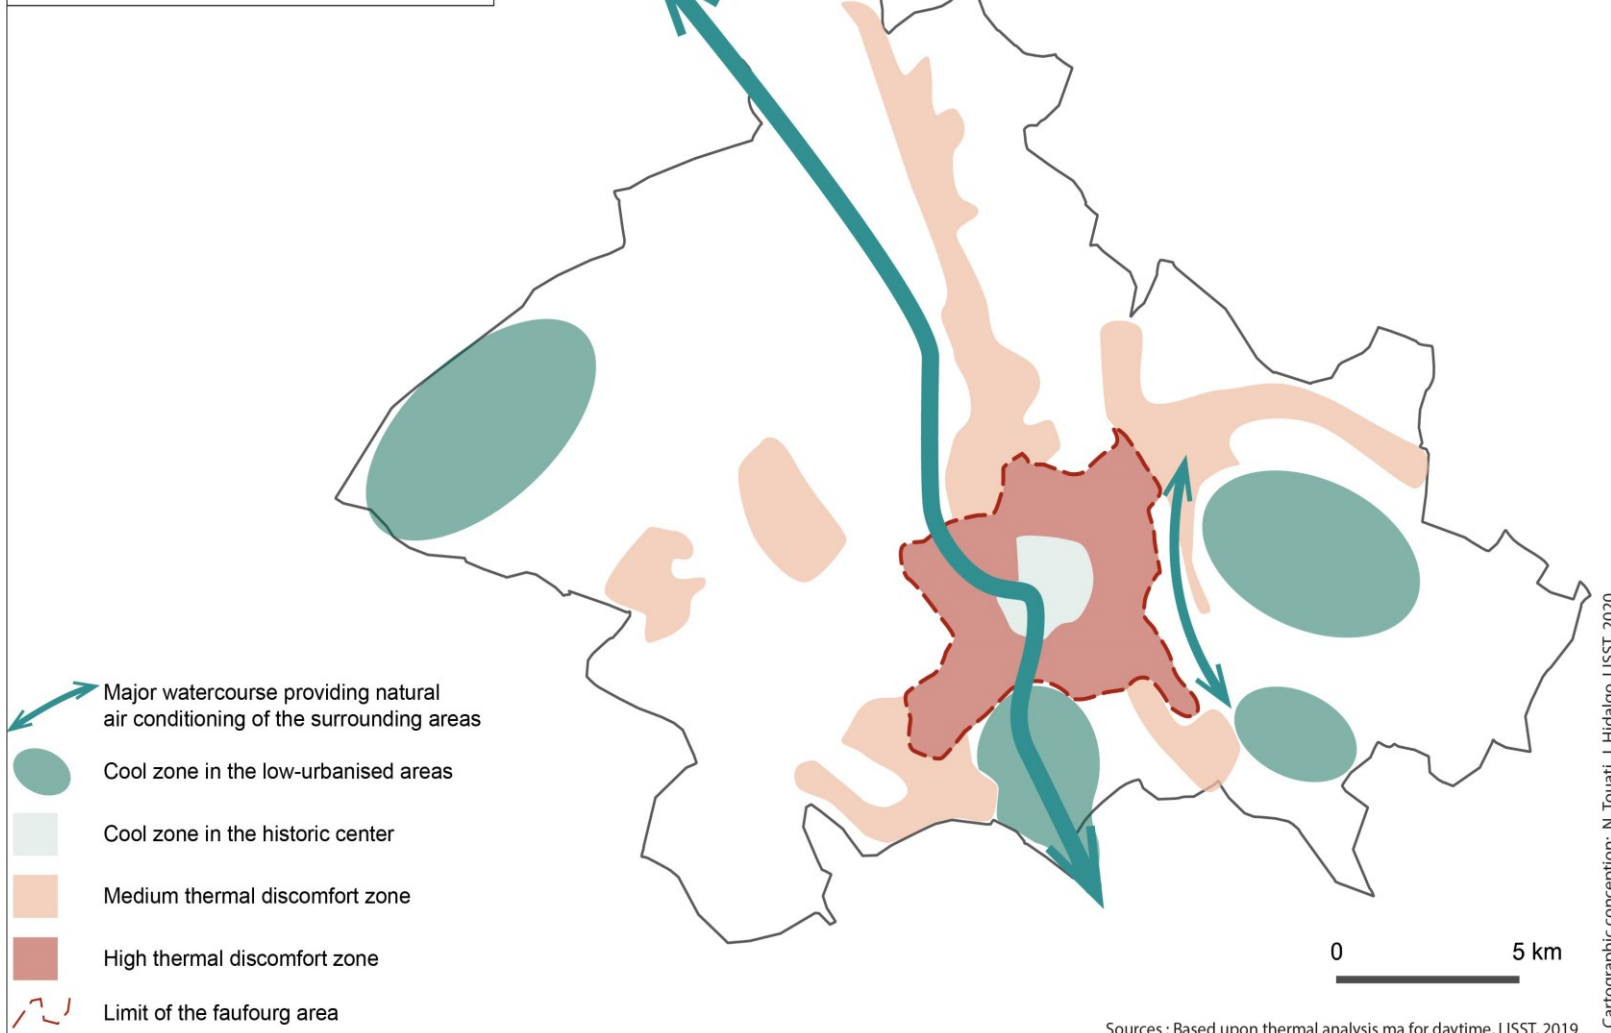 Major watercourse providing natural
air conditioning of the surrounding areas
Cool zone in the low-urbanised areas
Cool zone in the historic center
Medium thermal discomfort zone
High thermal discomfort zone
Limit of the faufourg area
0 5 km
Sources : Based upon thermal analysis ma for daytime, LISST, 2019
Cartographic conception: N. Touati, J. Hidalgo, LISST, 2020